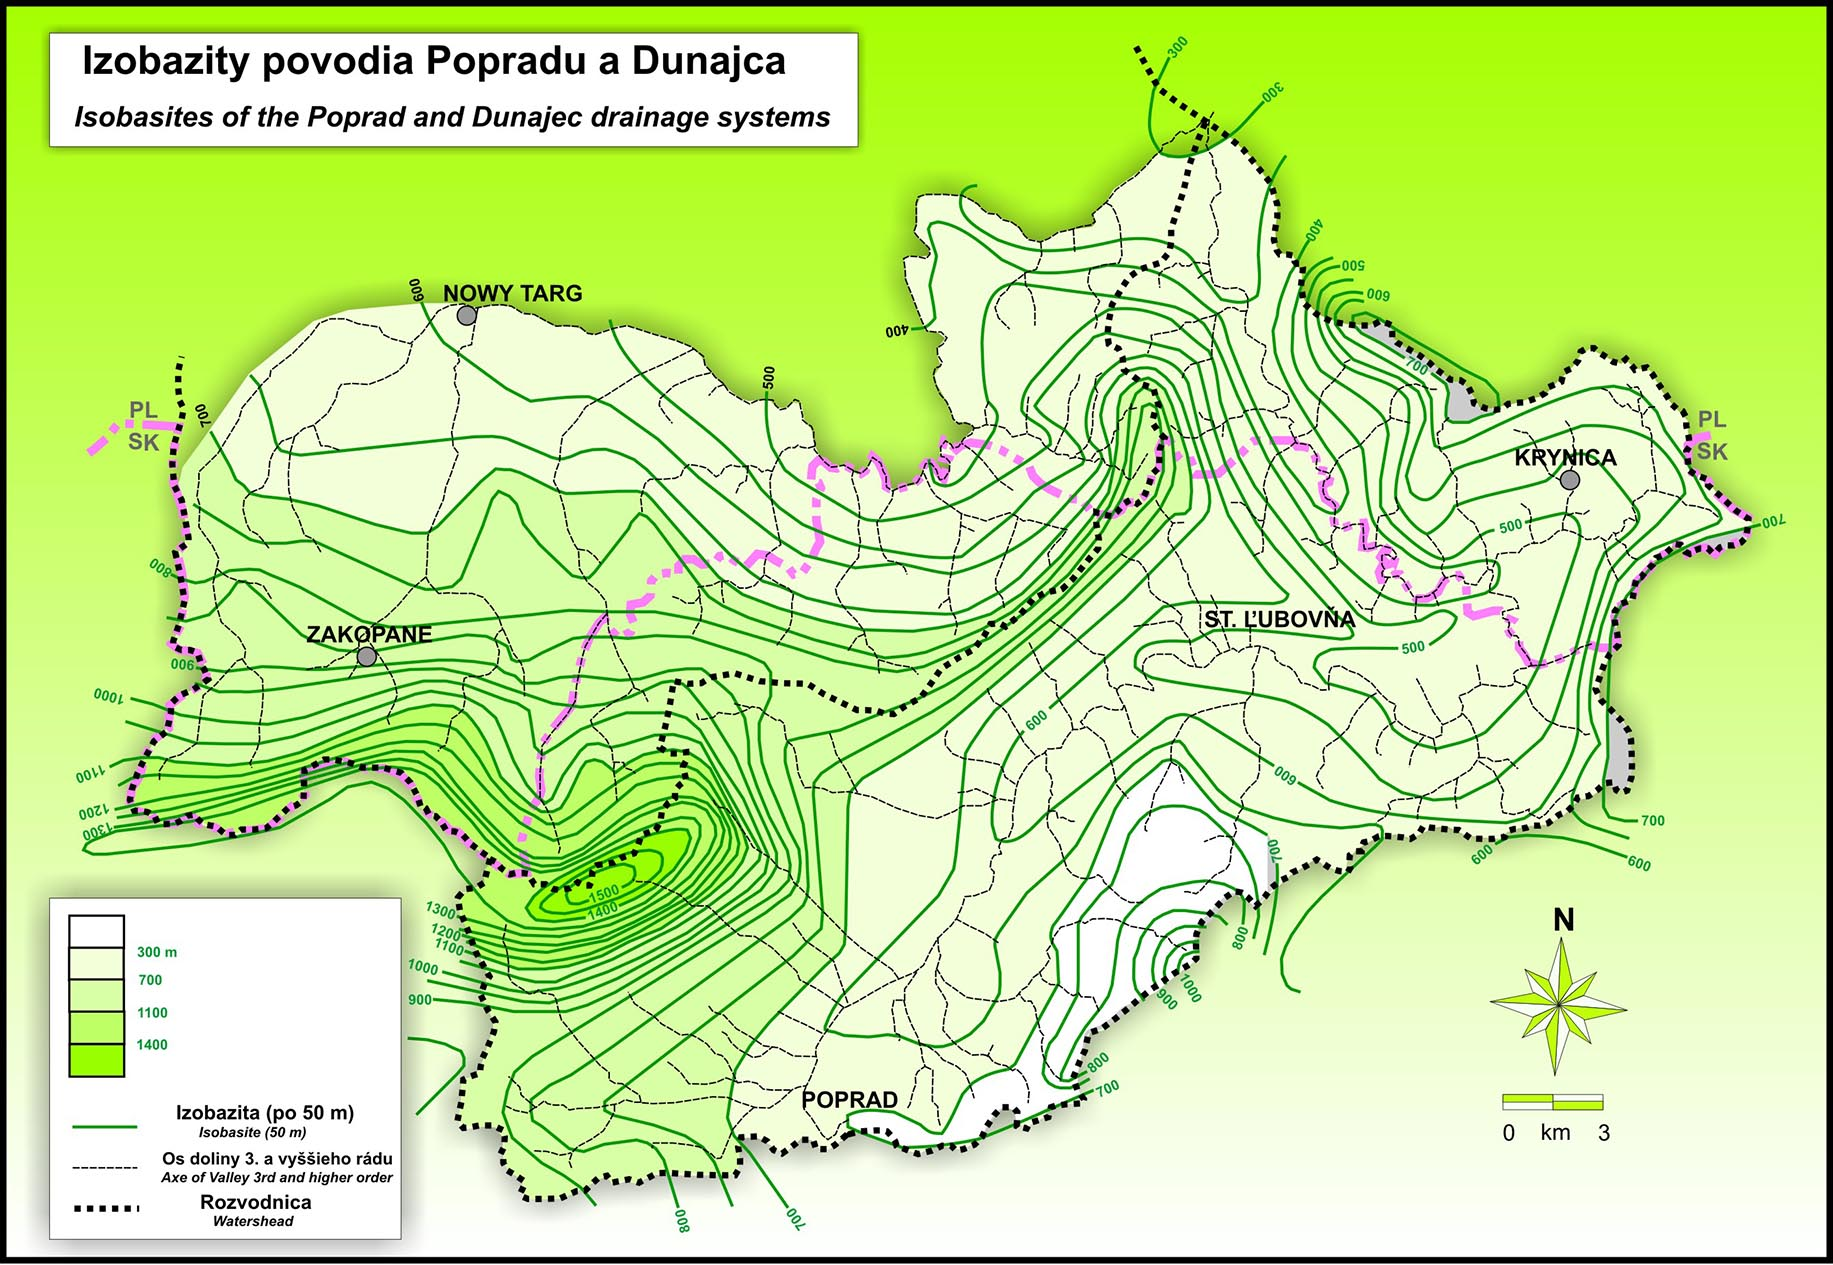 Izobazity povodia Popradu a Dunajca
Isobasites of the Poprad and Dunajec drainage systems
300
300
400
500
600
700
600
NOWY TARG
400
500
700
PL
SK
PL
SK
KRYNICA
700
500
800
ZAKOPANE
ST. ĽUBOVŇA
500
900
1000
600
1100
600
1200
1300
700
600
600
700
1500
1400
1300
1200
1100
1000
900
800
900
1000
N
300 m
700
1100
1400
800
700
POPRAD
0 km 3
Izobazita (po 50 m)
Isobasite (50 m)
Os doliny 3. a vyššieho rádu
Axe of Valley 3rd and higher order
Rozvodnica
Watershead
800
700